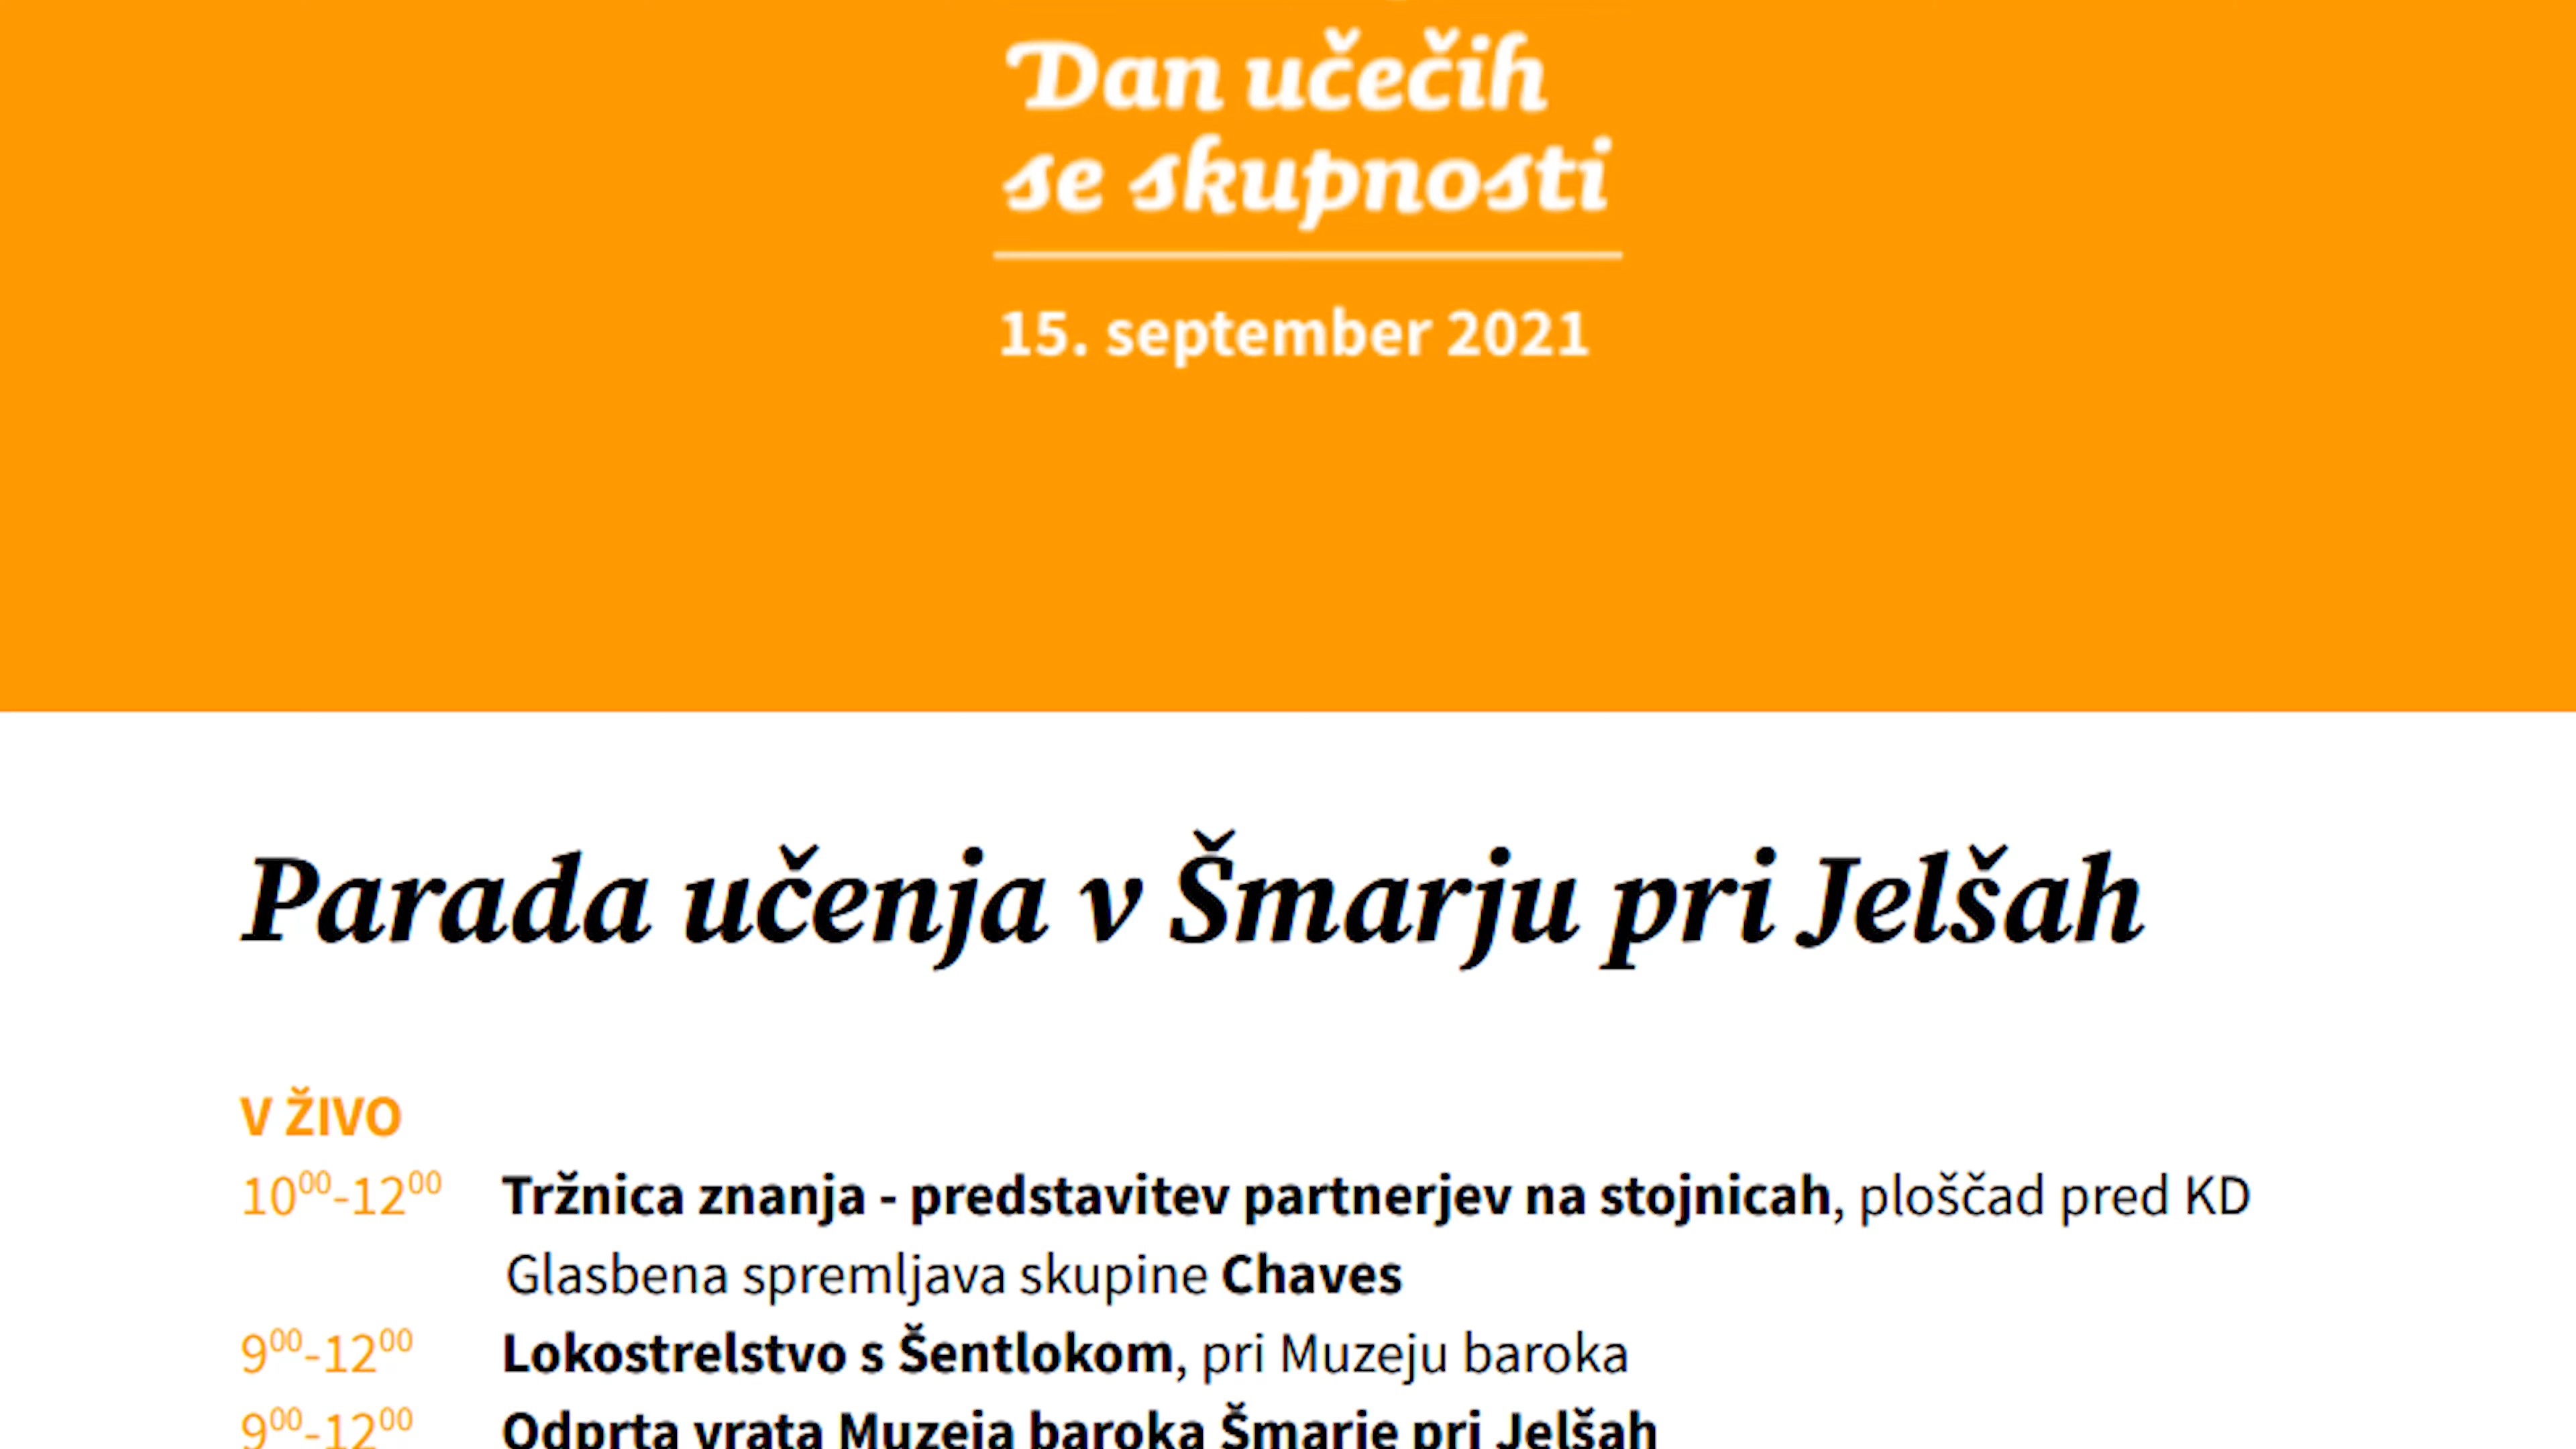 Dan učečih
se skupnosti
15. september 2021
Parada učenja v Šmarju pri Jelšah
V ŽIVO
10⁰⁰-12⁰⁰ Tržnica znanja - predstavitev partnerjev na stojnicah, ploščad pred KD
Glasbena spremljava skupine Chaves
9⁰⁰-12⁰⁰ Lokostrelstvo s Šentlokom, pri Muzeju baroka
9⁰⁰-12⁰⁰ Odprta vrata Muzeja baroka Šmarje pri Jelšah